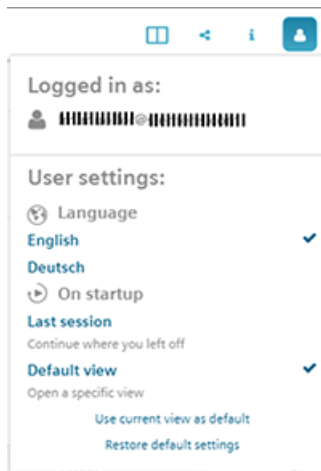 Logged in as:
User settings:
Language
English
Deutsch
On startup
Last session
Continue where you left off
Default view
Open a specific view
Use current view as default
Restore default settings